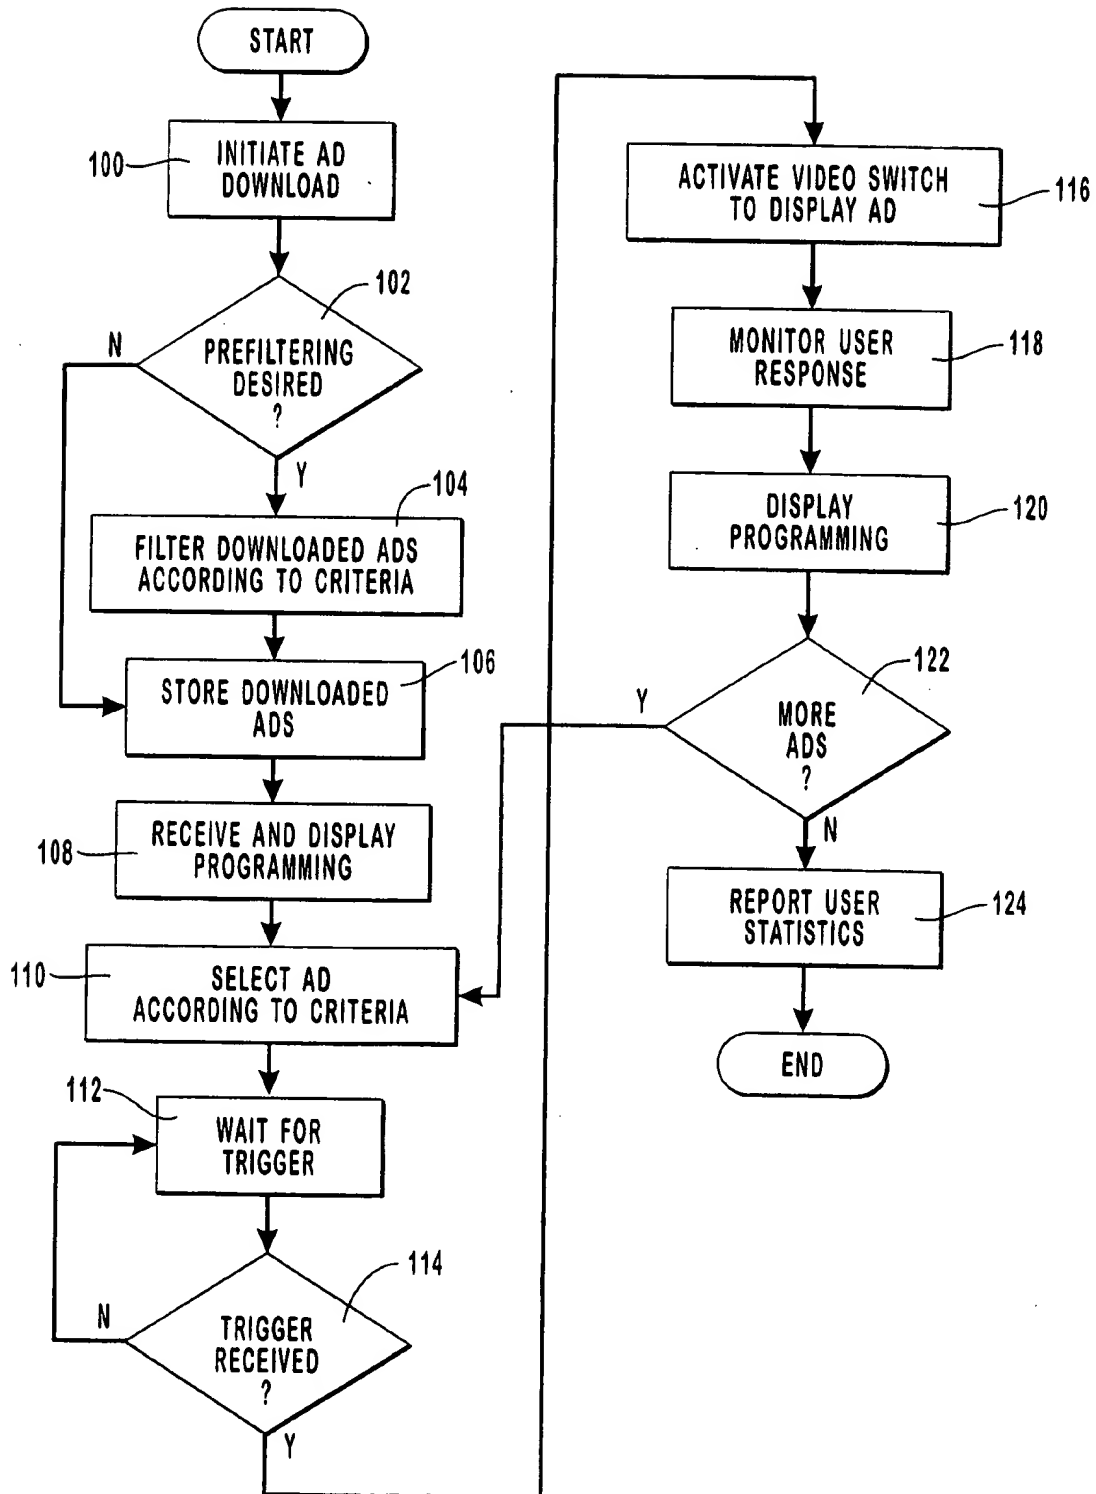 START
100
INITIATE AD
DOWNLOAD
102
N
PREFILTERING
DESIRED
?
Y
104
FILTER DOWNLOADED ADS
ACCORDING TO CRITERIA
106
STORE DOWNLOADED
ADS
108
RECEIVE AND DISPLAY
PROGRAMMING
110
SELECT AD
ACCORDING TO CRITERIA
112
WAIT FOR
TRIGGER
114
N
TRIGGER
RECEIVED
?
Y
ACTIVATE VIDEO SWITCH
TO DISPLAY AD
116
MONITOR USER
RESPONSE
118
DISPLAY
PROGRAMMING
120
122
Y
MORE
ADS
?
N
REPORT USER
STATISTICS
124
END